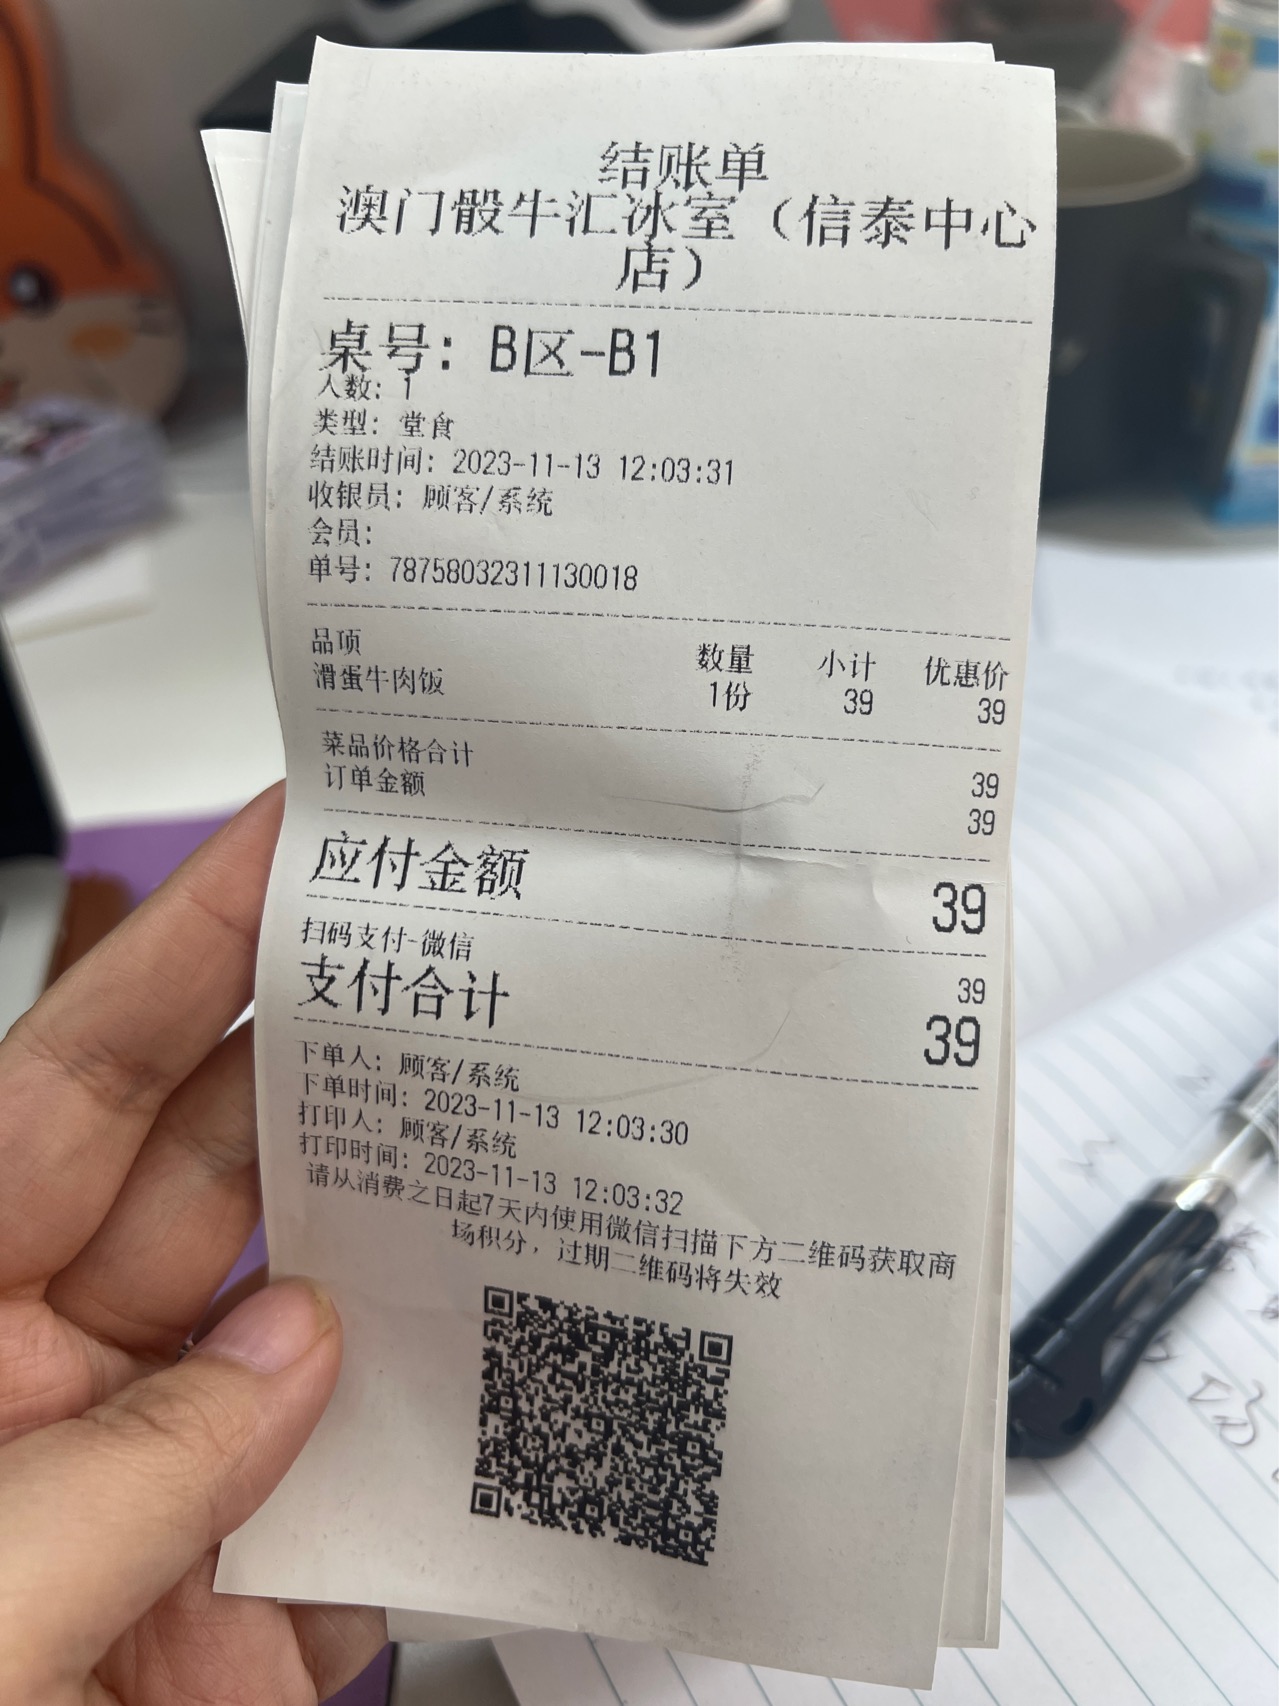 结账单
澳门骰牛汇冰室（信泰中心
店）
桌号：B区-B1
人数：1
类型：堂食
结账时间：2023-11-13 12:03:31
收银员：顾客/系统
会员：
单号：78758032311130018
品项 数量 小计 优惠价
滑蛋牛肉饭 1份 39 39
菜品价格合计 39
订单金额 39
应付金额 39
扫码支付-微信 39
支付合计 39
下单人：顾客/系统
下单时间：2023-11-13 12:03:30
打印人：顾客/系统
打印时间：2023-11-13 12:03:32
请从消费之日起7天内使用微信扫描下方二维码获取商
场积分，过期二维码将失效